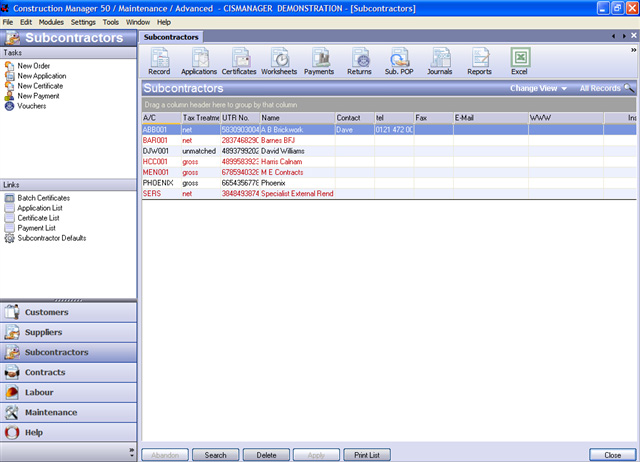 Construction Manager 50 / Maintenance / Advanced - CISMANAGER DEMONSTRATION - [Subcontractors]
File Edit Modules Settings Tools Window Help
Subcontractors
Tasks
New Order
New Application
New Certificate
New Payment
Vouchers
Links
Batch Certificates
Application List
Certificate List
Payment List
Subcontractor Defaults
Customers
Suppliers
Subcontractors
Contracts
Labour
Maintenance
Help
Subcontractors
Record Applications Certificates Worksheets Payments Returns Sub. POP Journals Reports Excel
Subcontractors Change View All Records
Drag a column header here to group by that column
A/C Tax Treatme UTR No. Name Contact tel Fax E-Mail WWW Ins
ABB001 net 5830903004 A B Brickwork Dave 0121 472 00
BAR001 net 283746829 Barnes BFJ
DJW001 unmatched 4893799202 David Williams
HCC001 gross 4899583923 Harris Calnam
MEN001 gross 6785940328 M E Contracts
PHOENIX gross 6654356778 Phoenix
SERS net 3848493874 Specialist External Rend
Abandon Search Delete Apply Print List Close